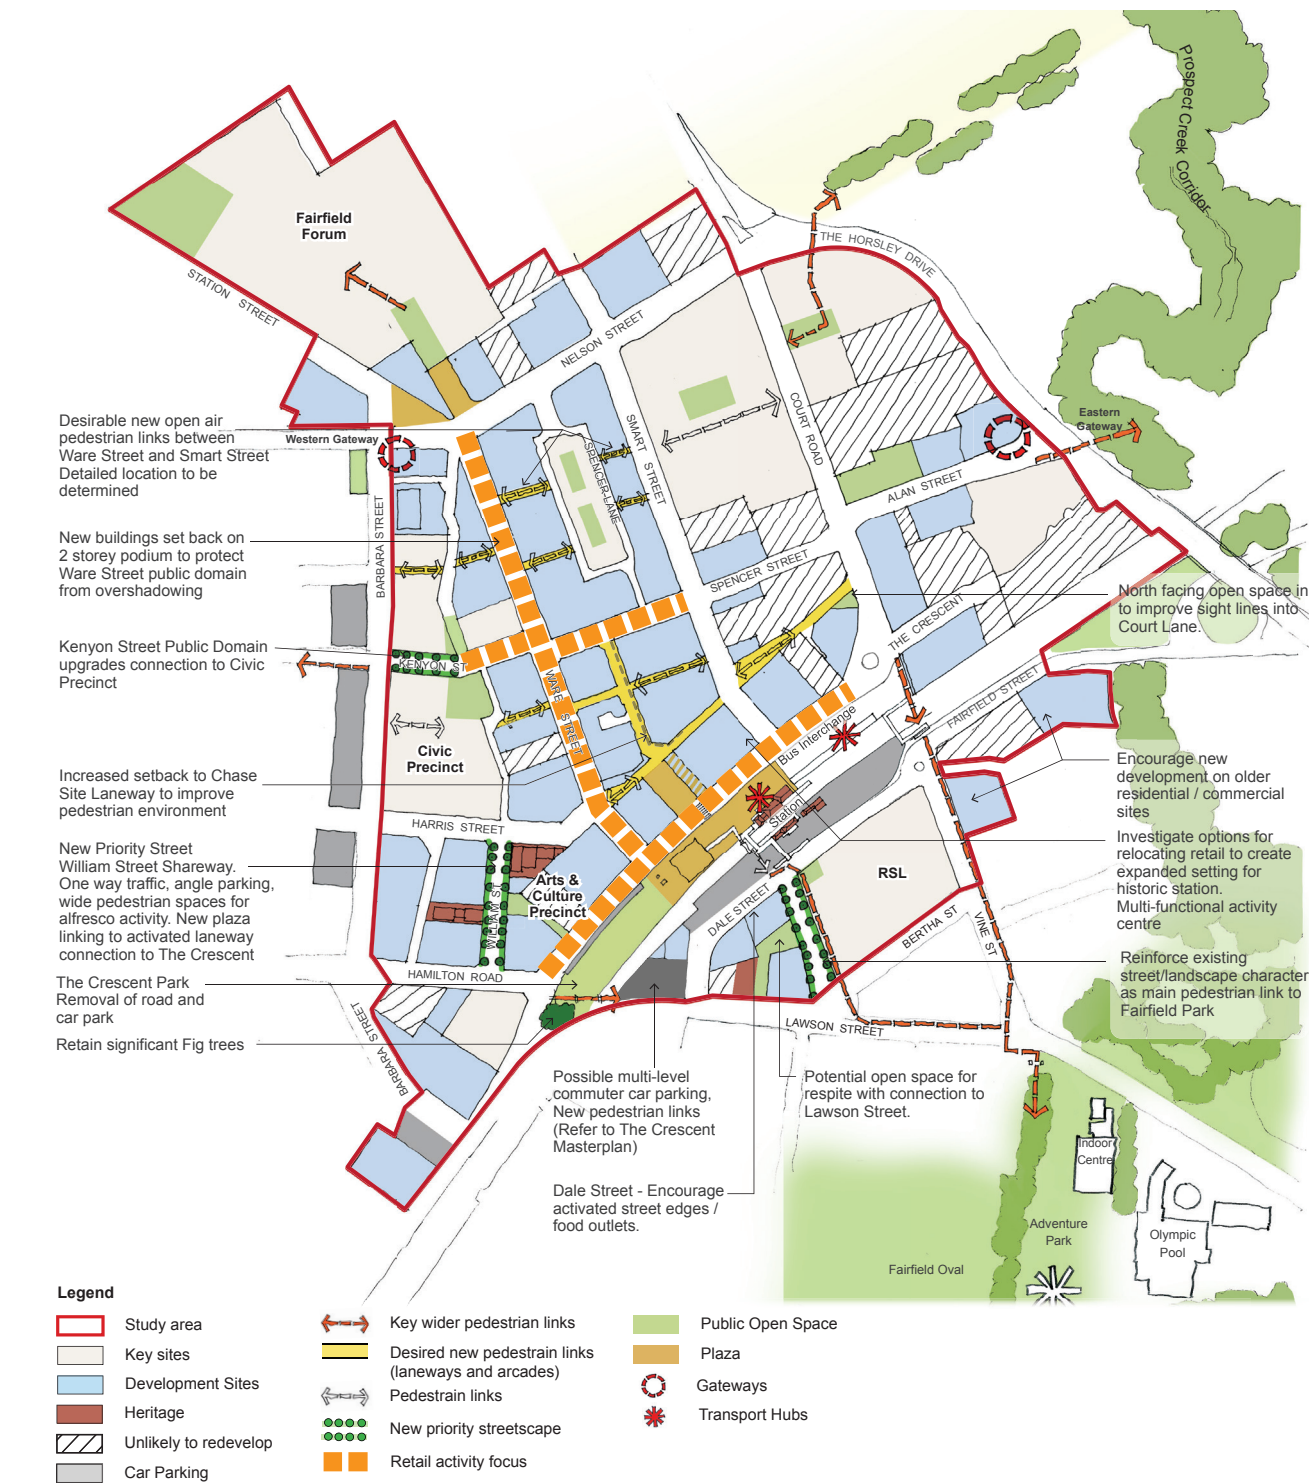 Prospect Creek Corridor
THE HORSLEY DRIVE
Fairfield
Forum
STATION STREET
NELSON STREET
SMART STREET
COURT ROAD
SPENCER LANE
Eastern
Gateway
ALAN STREET
Western Gateway
BARBARA STREET
SPENCER STREET
THE CRESCENT
KENYON ST
WARE STREET
FAIRFIELD STREET
Bus Interchange
Civic
Precinct
Station
HARRIS STREET
Arts &
Culture
Precinct
WILLIAM ST
RSL
DALE STREET
BERTHA ST
VINE ST
HAMILTON ROAD
LAWSON STREET
BARBARA STREET
Indoor
Centre
Adventure
Park
Olympic
Pool
Fairfield Oval
Desirable new open air
pedestrian links between
Ware Street and Smart Street
Detailed location to be
determined
New buildings set back on
2 storey podium to protect
Ware Street public domain
from overshadowing
Kenyon Street Public Domain
upgrades connection to Civic
Precinct
Increased setback to Chase
Site Laneway to improve
pedestrian environment
New Priority Street
William Street Shareway.
One way traffic, angle parking,
wide pedestrian spaces for
alfresco activity. New plaza
linking to activated laneway
connection to The Crescent
The Crescent Park
Removal of road and
car park
Retain significant Fig trees
North facing open space in
to improve sight lines into
Court Lane.
Encourage new
development on older
residential / commercial
sites
Investigate options for
relocating retail to create
expanded setting for
historic station.
Multi-functional activity
centre
Reinforce existing
street/landscape character
as main pedestrian link to
Fairfield Park
Possible multi-level
commuter car parking,
New pedestrian links
(Refer to The Crescent
Masterplan)
Potential open space for
respite with connection to
Lawson Street.
Dale Street - Encourage
activated street edges /
food outlets.
Legend
Study area
Key sites
Development Sites
Heritage
Unlikely to redevelop
Car Parking
Key wider pedestrian links
Desired new pedestrain links
(laneways and arcades)
Pedestrain links
New priority streetscape
Retail activity focus
Public Open Space
Plaza
Gateways
Transport Hubs